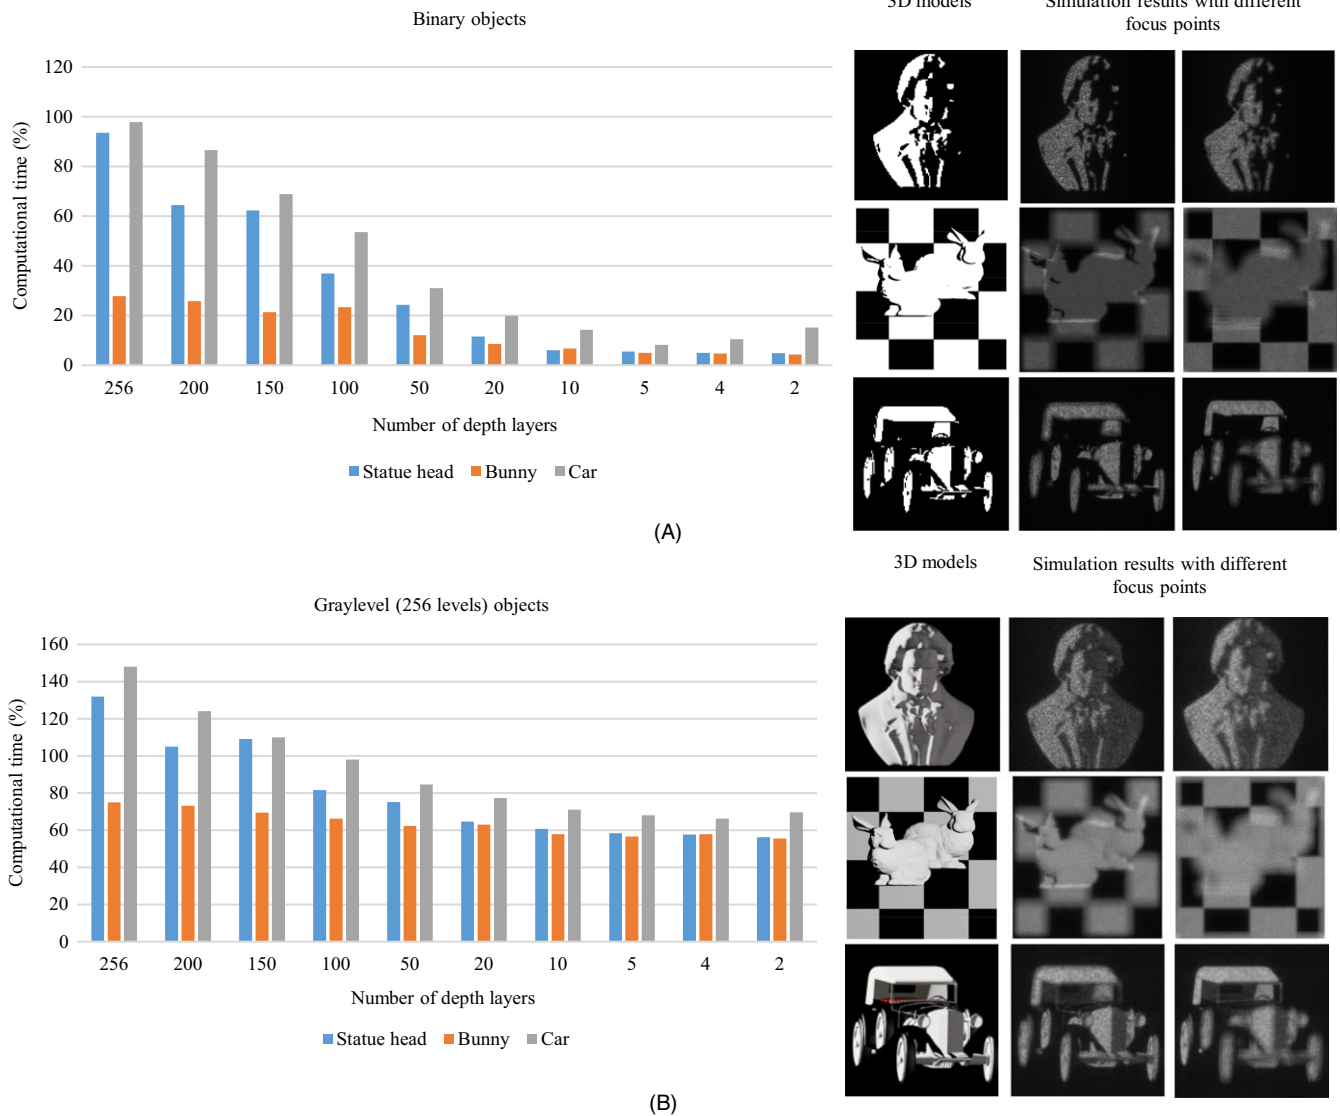 Binary objects
3D models
Simulation results with different
focus points
Computational time (%)
120
100
80
60
40
20
0
256 200 150 100 50 20 10 5 4 2
Number of depth layers
Statue head Bunny Car
(A)
3D models
Simulation results with different
focus points
Graylevel (256 levels) objects
Computational time (%)
160
140
120
100
80
60
40
20
0
256 200 150 100 50 20 10 5 4 2
Number of depth layers
Statue head Bunny Car
(B)